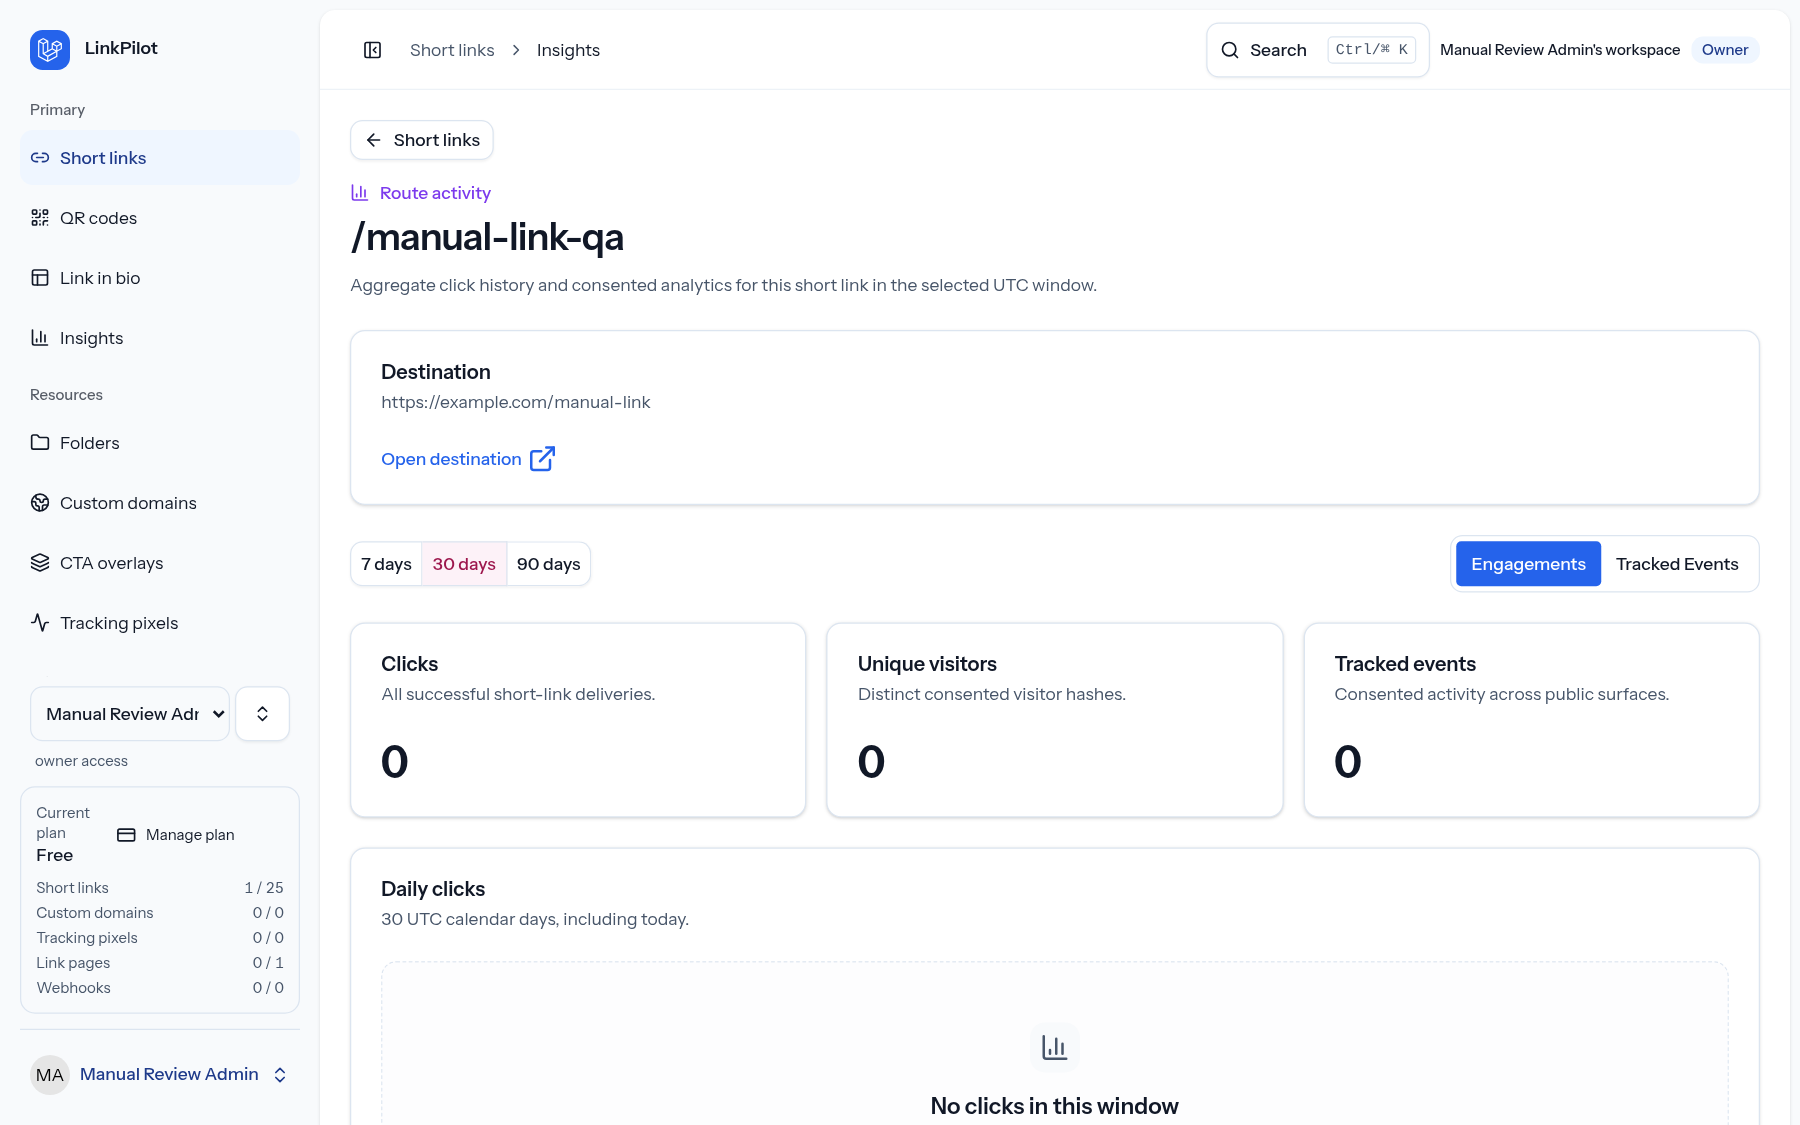 LinkPilot
Primary
Short links
QR codes
Link in bio
Insights
Resources
Folders
Custom domains
CTA overlays
Tracking pixels
Manual Review Adr
owner access
Current plan
Free
Manage plan
Short links 1 / 25
Custom domains 0 / 0
Tracking pixels 0 / 0
Link pages 0 / 1
Webhooks 0 / 0
MA Manual Review Admin
Short links > Insights
Search Ctrl/⌘ K
Manual Review Admin's workspace Owner
Short links
Route activity
/manual-link-qa
Aggregate click history and consented analytics for this short link in the selected UTC window.
Destination
https://example.com/manual-link
Open destination
7 days 30 days 90 days
Engagements Tracked Events
Clicks
All successful short-link deliveries.
0
Unique visitors
Distinct consented visitor hashes.
0
Tracked events
Consented activity across public surfaces.
0
Daily clicks
30 UTC calendar days, including today.
No clicks in this window